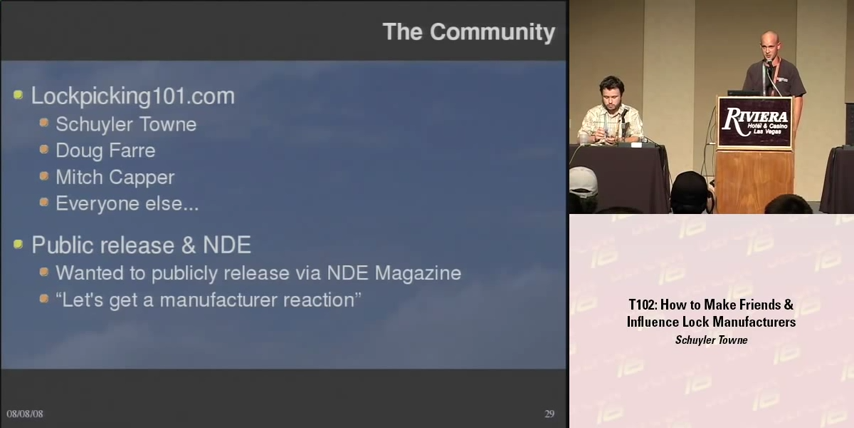 The Community
Lockpicking101.com
Schuyler Towne
Doug Farre
Mitch Capper
Everyone else...
Public release & NDE
Wanted to publicly release via NDE Magazine
“Let's get a manufacturer reaction”
08/08/08
29
RIVIERA
Hotel & Casino
Las Vegas
T102: How to Make Friends &
Influence Lock Manufacturers
Schuyler Towne